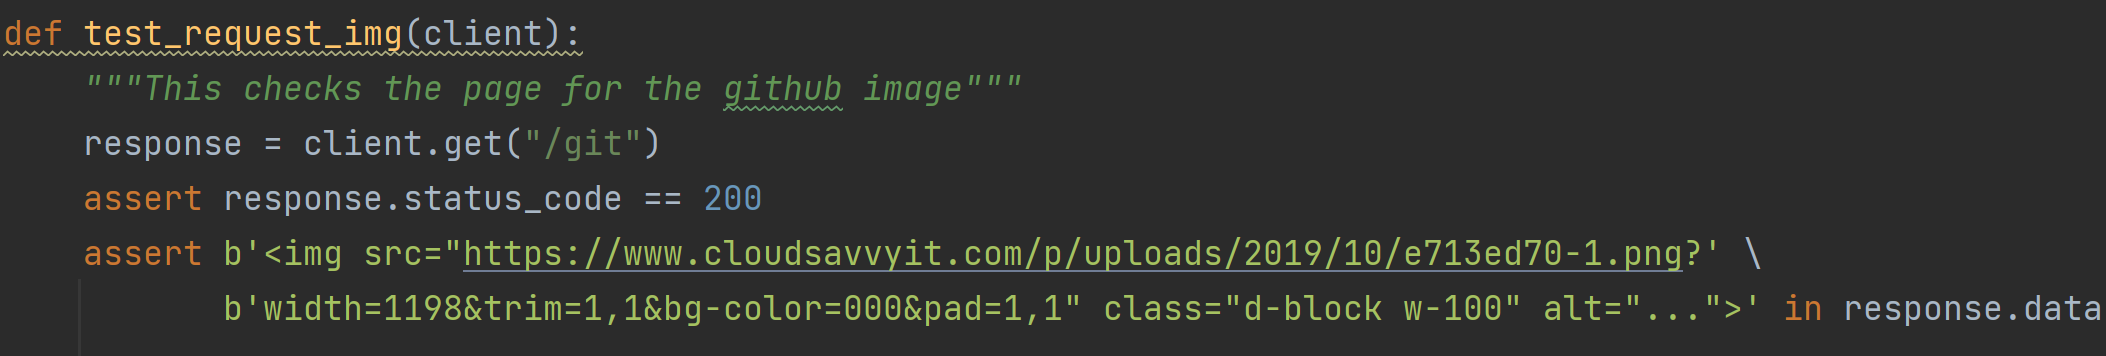 def test_request_img(client):
    """This checks the page for the github image"""
    response = client.get("/git")
    assert response.status_code == 200
    assert b'<img src="https://www.cloudsavvyit.com/p/uploads/2019/10/e713ed70-1.png?' \
           b'width=1198&trim=1,1&bg-color=000&pad=1,1" class="d-block w-100" alt="...">' in response.data